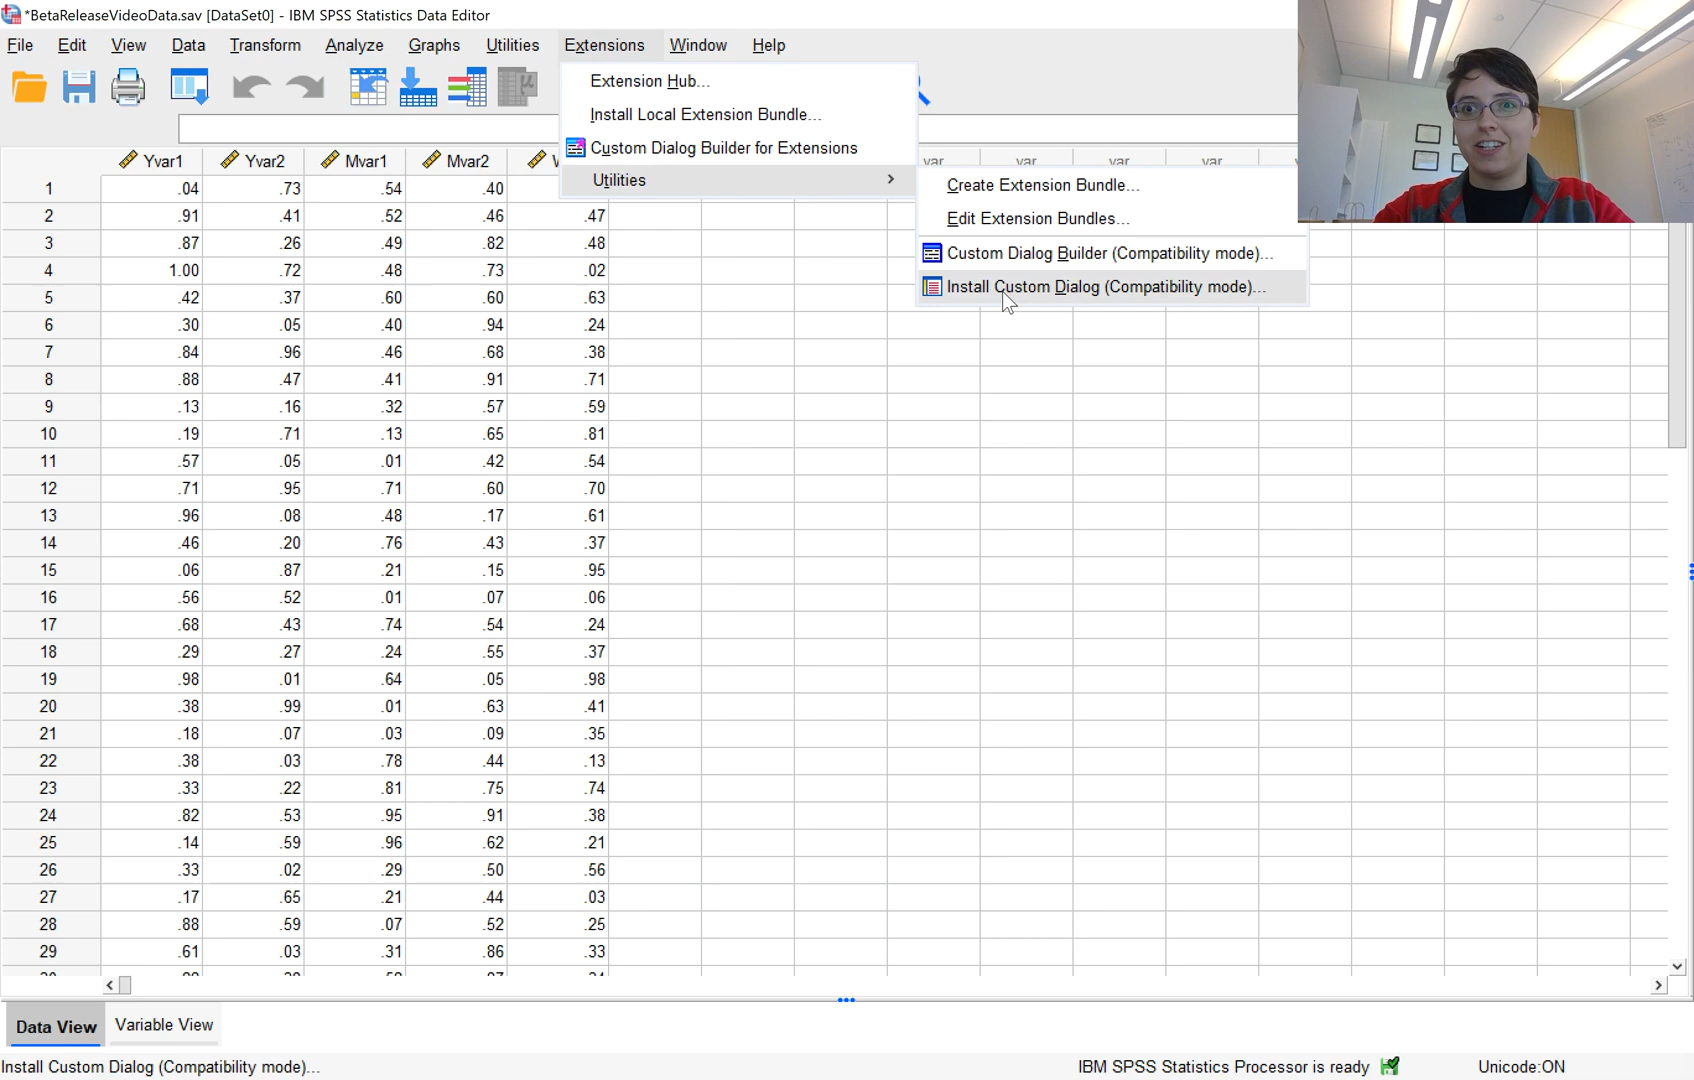 *BetaReleaseVideoData.sav [DataSet0] - IBM SPSS Statistics Data Editor
File Edit View Data Transform Analyze Graphs Utilities Extensions Window Help
Extension Hub...
Install Local Extension Bundle...
Custom Dialog Builder for Extensions
Utilities >
Create Extension Bundle...
Edit Extension Bundles...
Custom Dialog Builder (Compatibility mode)...
Install Custom Dialog (Compatibility mode)...
Yvar1 Yvar2 Mvar1 Mvar2 var var var var
1 .04 .73 .54 .40
2 .91 .41 .52 .46 .47
3 .87 .26 .49 .82 .48
4 1.00 .72 .48 .73 .02
5 .42 .37 .60 .60 .63
6 .30 .05 .40 .94 .24
7 .84 .96 .46 .68 .38
8 .88 .47 .41 .91 .71
9 .13 .16 .32 .57 .59
10 .19 .71 .13 .65 .81
11 .57 .05 .01 .42 .54
12 .71 .95 .71 .60 .70
13 .96 .08 .48 .17 .61
14 .46 .20 .76 .43 .37
15 .06 .87 .21 .15 .95
16 .56 .52 .01 .07 .06
17 .68 .43 .74 .54 .24
18 .29 .27 .24 .55 .37
19 .98 .01 .64 .05 .98
20 .38 .99 .01 .63 .41
21 .18 .07 .03 .09 .35
22 .38 .03 .78 .44 .13
23 .33 .22 .81 .75 .74
24 .82 .53 .95 .91 .38
25 .14 .59 .96 .62 .21
26 .33 .02 .29 .50 .56
27 .17 .65 .21 .44 .03
28 .88 .59 .07 .52 .25
29 .61 .03 .31 .86 .33
Data View Variable View
Install Custom Dialog (Compatibility mode)... IBM SPSS Statistics Processor is ready Unicode:ON